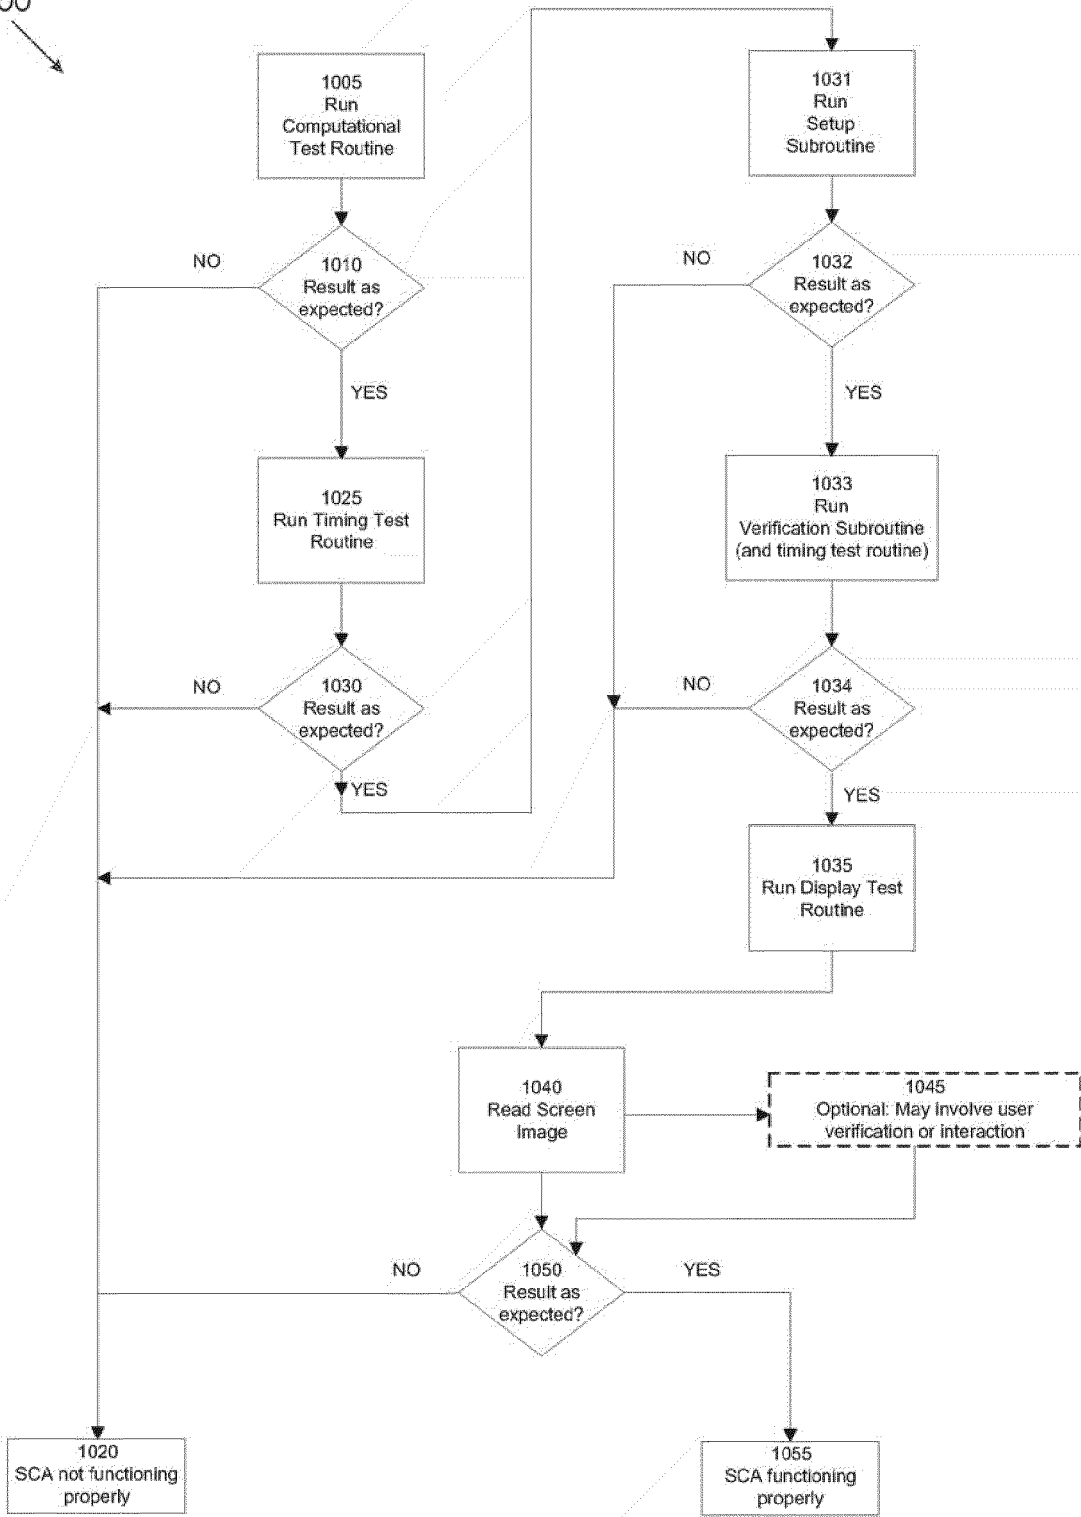 1005
Run
Computational
Test Routine
NO
1010
Result as
expected?
YES
1025
Run Timing Test
Routine
NO
1030
Result as
expected?
YES
1031
Run
Setup
Subroutine
NO
1032
Result as
expected?
YES
1033
Run
Verification Subroutine
(and timing test routine)
NO
1034
Result as
expected?
YES
1035
Run Display Test
Routine
1040
Read Screen
Image
1045
Optional: May involve user
verification or interaction
NO
1050
Result as
expected?
YES
1020
SCA not functioning
properly
1055
SCA functioning
properly